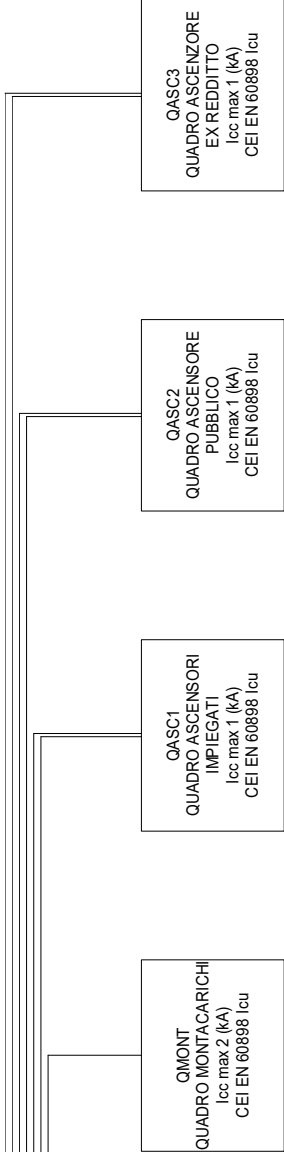 QMONT
QUADRO MONTACARICHI
Icc max 2 (kA)
CEI EN 60898 Icu
QASC1
QUADRO ASCENSORI
IMPIEGATI
Icc max 1 (kA)
CEI EN 60898 Icu
QASC2
QUADRO ASCENSORE
PUBBLICO
Icc max 1 (kA)
CEI EN 60898 Icu
QASC3
QUADRO ASCENZORE
EX REDDITTO
Icc max 1 (kA)
CEI EN 60898 Icu